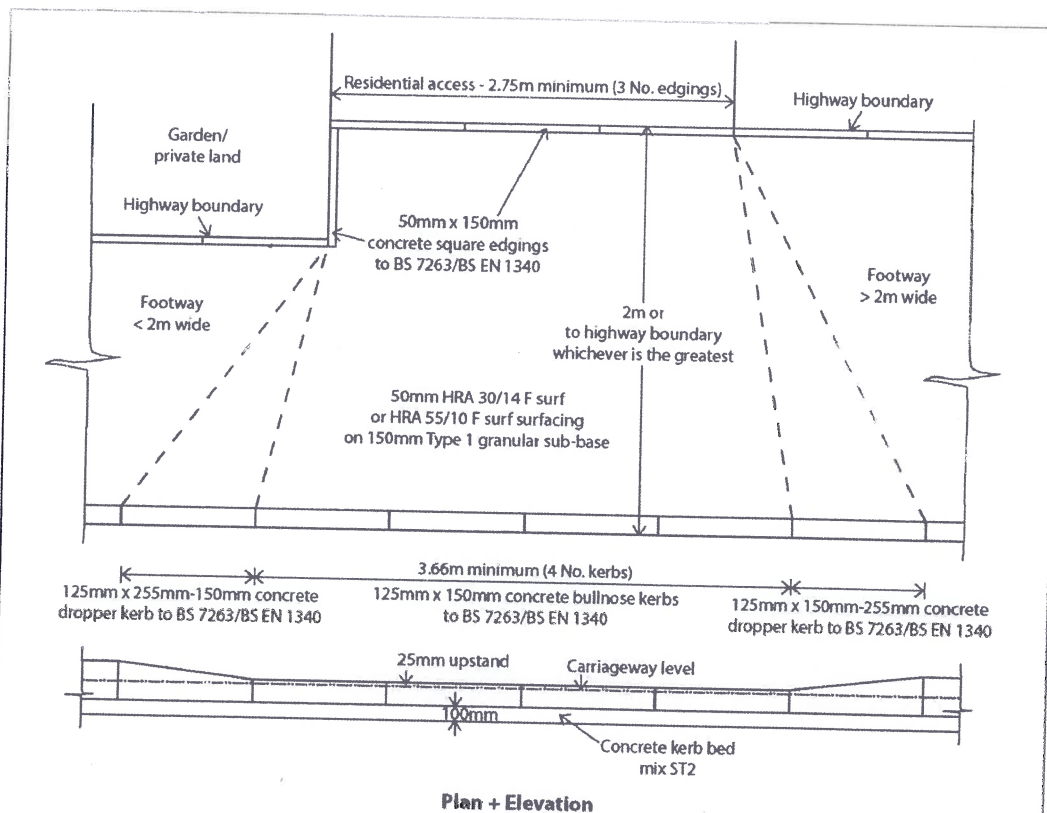 Residential access - 2.75m minimum (3 No. edgings)
Highway boundary
Garden/
private land
Highway boundary
50mm x 150mm
concrete square edgings
to BS 7263/BS EN 1340
Footway
< 2m wide
Footway
> 2m wide
2m or
to highway boundary
whichever is the greatest
50mm HRA 30/14 F surf
or HRA 55/10 F surf surfacing
on 150mm Type 1 granular sub-base
3.66m minimum (4 No. kerbs)
125mm x 255mm-150mm concrete
dropper kerb to BS 7263/BS EN 1340
125mm x 150mm concrete bullnose kerbs
to BS 7263/BS EN 1340
125mm x 150mm-255mm concrete
dropper kerb to BS 7263/BS EN 1340
25mm upstand
Carriageway level
100mm
Concrete kerb bed
mix ST2
Plan + Elevation